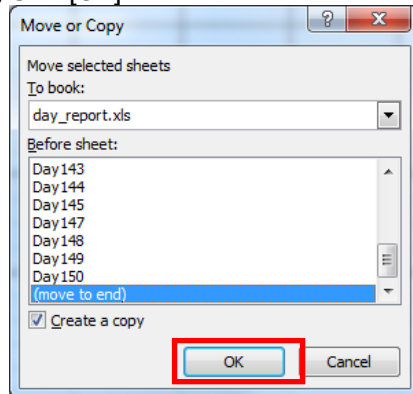 Move or Copy
Move selected sheets
To book:
day_report.xls
Before sheet:
Day143
Day144
Day145
Day147
Day148
Day149
Day150
(move to end)
Create a copy
OK Cancel